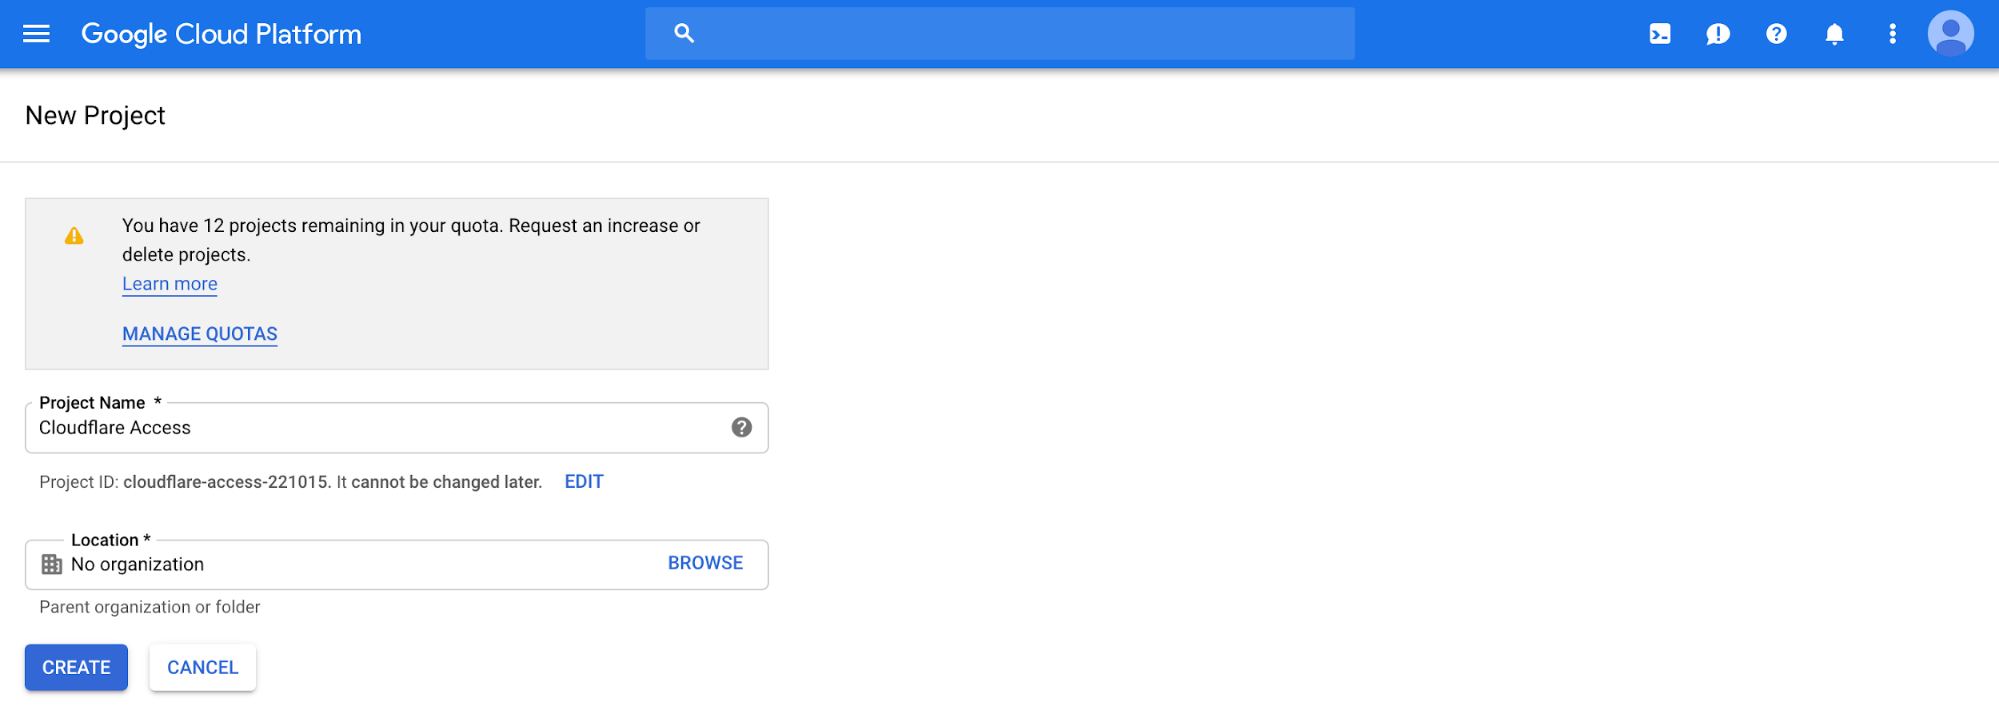 Google Cloud Platform
New Project
You have 12 projects remaining in your quota. Request an increase or
delete projects.
Learn more
MANAGE QUOTAS
Project Name *
Cloudflare Access
Project ID: cloudflare-access-221015. It cannot be changed later. EDIT
Location *
No organization BROWSE
Parent organization or folder
CREATE CANCEL